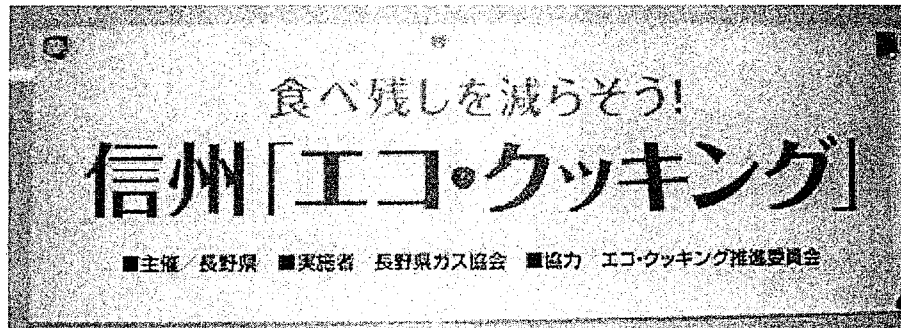 食べ残しを減らそう!
信州「エコ・クッキング」
■主催／長野県 ■実施者 長野県ガス協会 ■協力 エコ・クッキング推進委員会